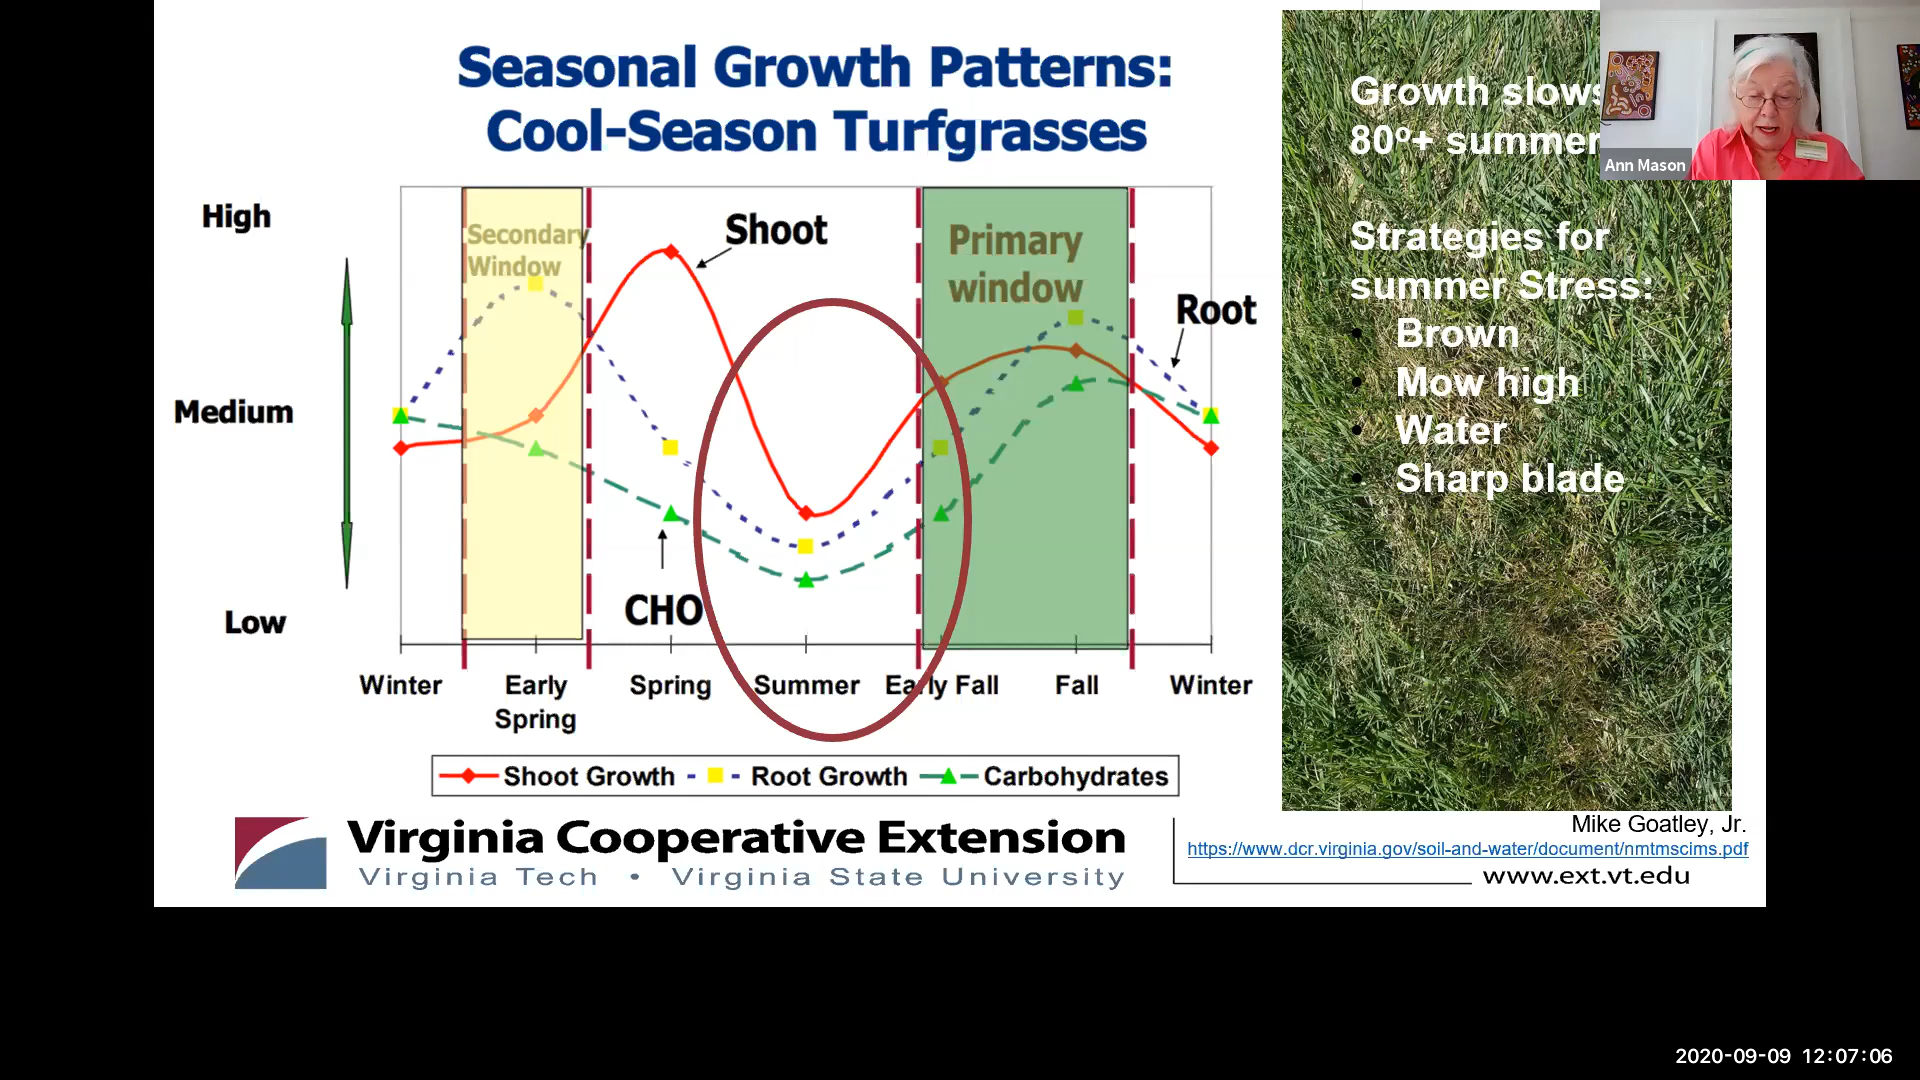 Seasonal Growth Patterns:
Cool-Season Turfgrasses
High
Medium
Low
Secondary
Window
Shoot
Primary
window
Root
CHO
Winter
Early
Spring
Spring
Summer
Early Fall
Fall
Winter
Shoot Growth
Root Growth
Carbohydrates
Growth slows
80º+ summer
Strategies for
summer Stress:
• Brown
• Mow high
• Water
• Sharp blade
Ann Mason
Virginia Cooperative Extension
Virginia Tech • Virginia State University
Mike Goatley, Jr.
https://www.dcr.virginia.gov/soil-and-water/document/nmtmscims.pdf
www.ext.vt.edu
2020-09-09 12:07:06